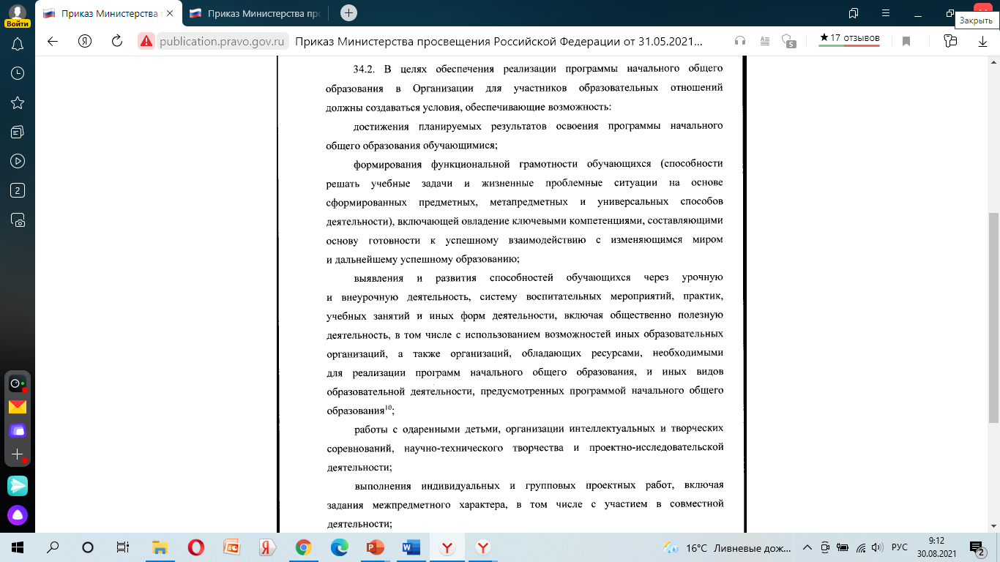 Войти
Приказ Министерства
Приказ Министерства про
Закрыть
publication.pravo.gov.ru
Приказ Министерства просвещения Российской Федерации от 31.05.2021...
5
★ 17 отзывов
34.2. В целях обеспечения реализации программы начального общего
образования в Организации для участников образовательных отношений
должны создаваться условия, обеспечивающие возможность:
достижения планируемых результатов освоения программы начального
общего образования обучающимися;
формирования функциональной грамотности обучающихся (способности
решать учебные задачи и жизненные проблемные ситуации на основе
сформированных предметных, метапредметных и универсальных способов
деятельности), включающей овладение ключевыми компетенциями, составляющими
основу готовности к успешному взаимодействию с изменяющимся миром
и дальнейшему успешному образованию;
выявления и развития способностей обучающихся через урочную
и внеурочную деятельность, систему воспитательных мероприятий, практик,
учебных занятий и иных форм деятельности, включая общественно полезную
деятельность, в том числе с использованием возможностей иных образовательных
организаций, а также организаций, обладающих ресурсами, необходимыми
для реализации программ начального общего образования, и иных видов
образовательной деятельности, предусмотренных программой начального общего
образования¹⁰;
работы с одаренными детьми, организации интеллектуальных и творческих
соревнований, научно-технического творчества и проектно-исследовательской
деятельности;
выполнения индивидуальных и групповых проектных работ, включая
задания межпредметного характера, в том числе с участием в совместной
деятельности;
2
16°C Ливневые дож...
РУС
9:12
30.08.2021
2